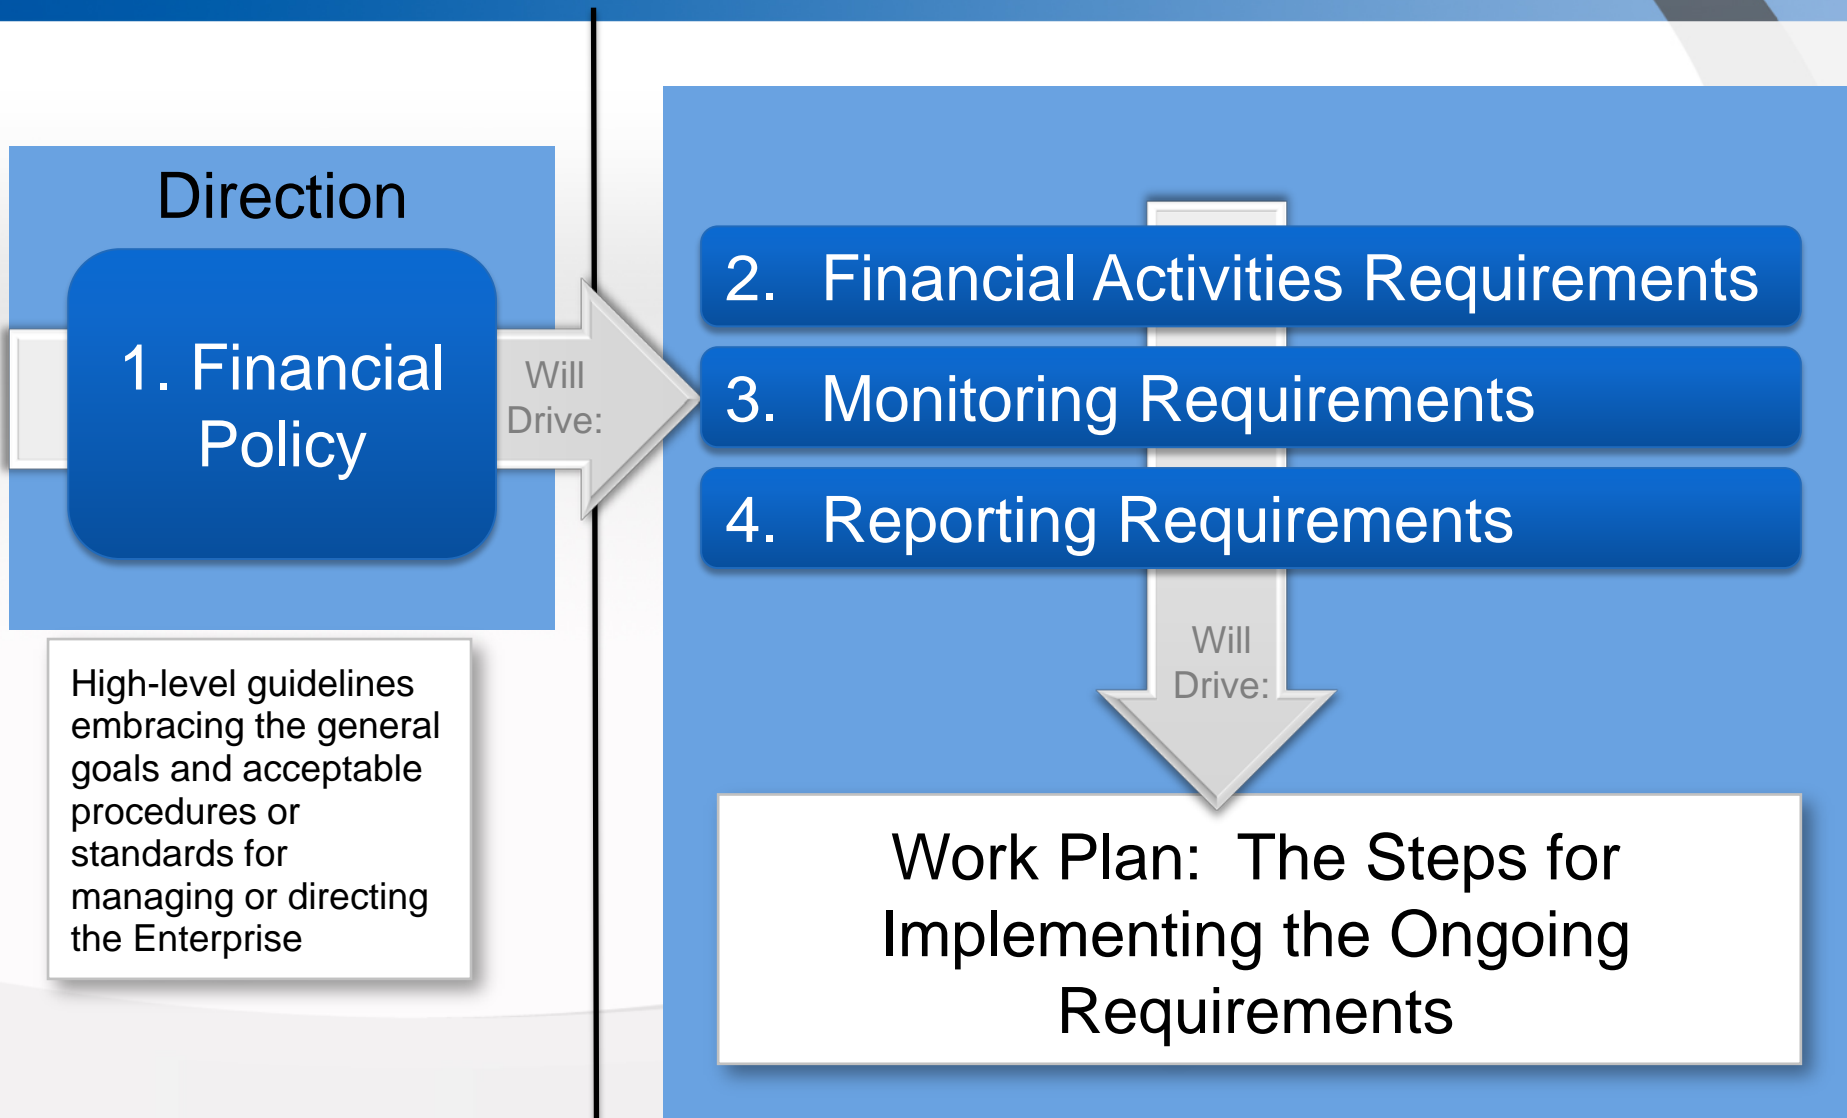 Direction
1. Financial
Policy
Will
Drive:
High-level guidelines
embracing the general
goals and acceptable
procedures or
standards for
managing or directing
the Enterprise
2. Financial Activities Requirements
3. Monitoring Requirements
4. Reporting Requirements
Will
Drive:
Work Plan: The Steps for
Implementing the Ongoing
Requirements